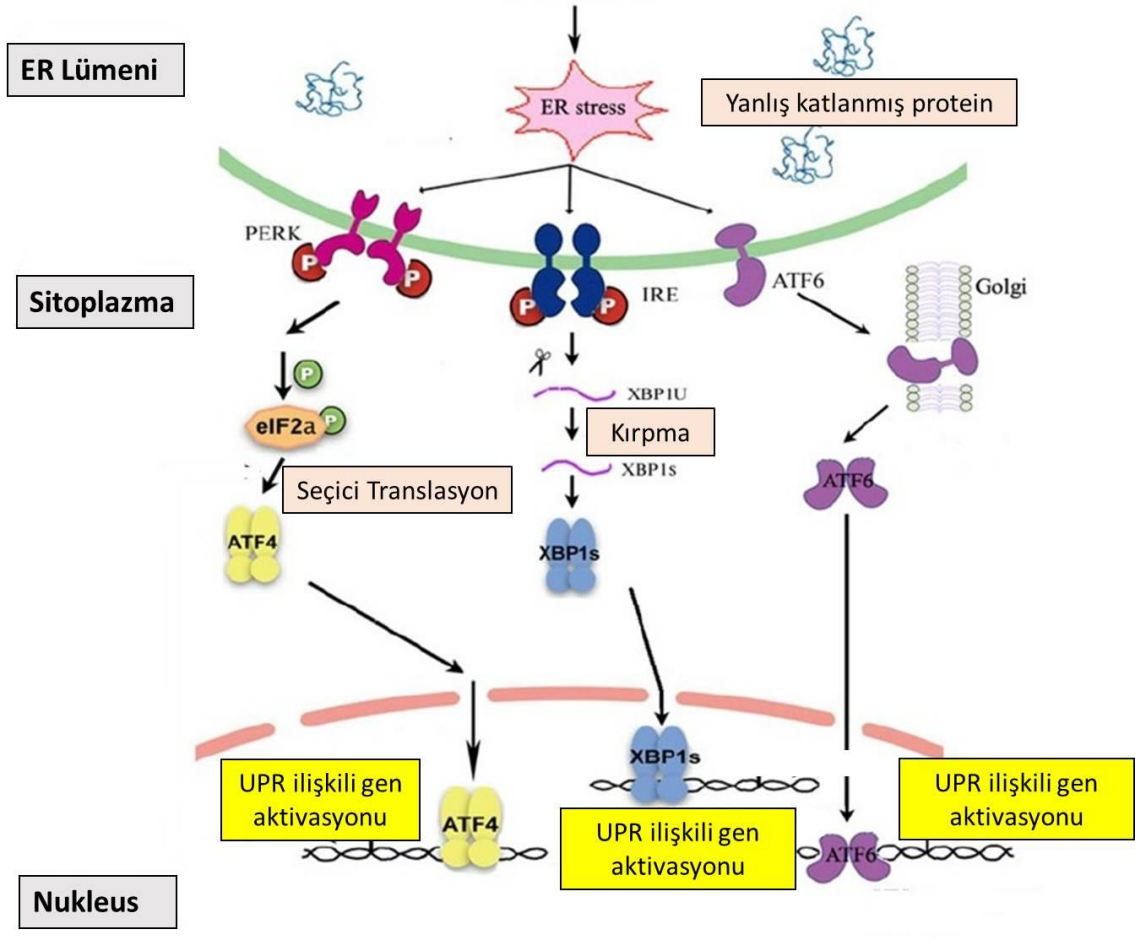 ER Lümeni
ER stress
Yanlış katlanmış protein
PERK
P
P
Sitoplazma
P
P
IRE
ATF6
Golgi
P
eIF2a
P
XBP1U
Kırpma
XBP1s
Seçici Translasyon
ATF6
ATF4
XBP1s
XBP1s
UPR ilişkili gen
aktivasyonu
ATF4
UPR ilişkili gen
aktivasyonu
ATF6
UPR ilişkili gen
aktivasyonu
Nukleus